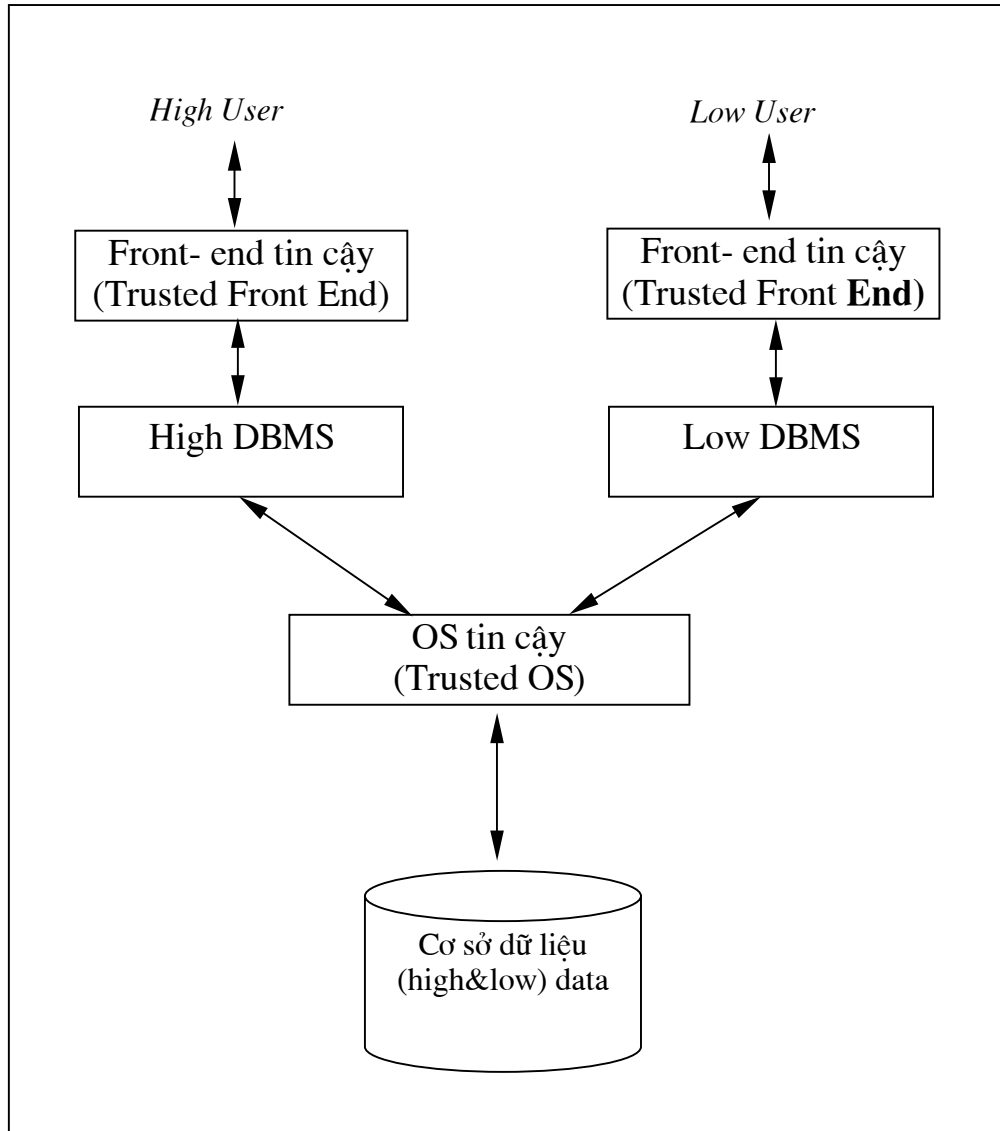 High User
Low User
Front- end tin cậy
(Trusted Front End)
Front- end tin cậy
(Trusted Front End)
High DBMS
Low DBMS
OS tin cậy
(Trusted OS)
Cơ sở dữ liệu
(high&low) data